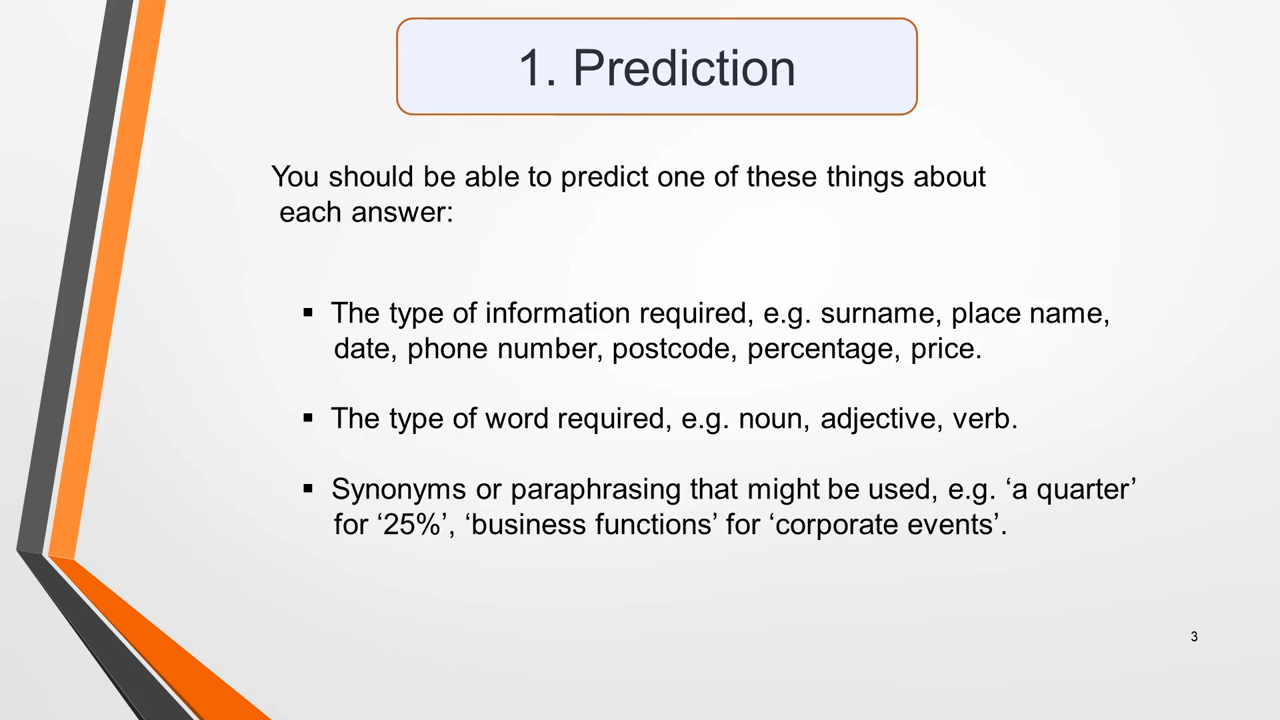 1. Prediction
You should be able to predict one of these things about
each answer:
▪ The type of information required, e.g. surname, place name,
date, phone number, postcode, percentage, price.
▪ The type of word required, e.g. noun, adjective, verb.
▪ Synonyms or paraphrasing that might be used, e.g. ‘a quarter’
for ‘25%’, ‘business functions’ for ‘corporate events’.
3